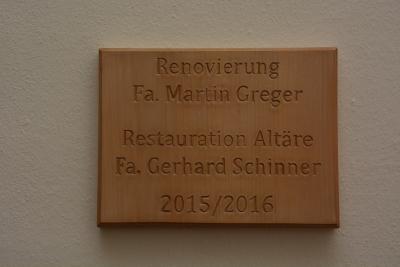 Renovierung
Fa. Martin Greger
Restauration Altäre
Fa. Gerhard Schinner
2015/2016